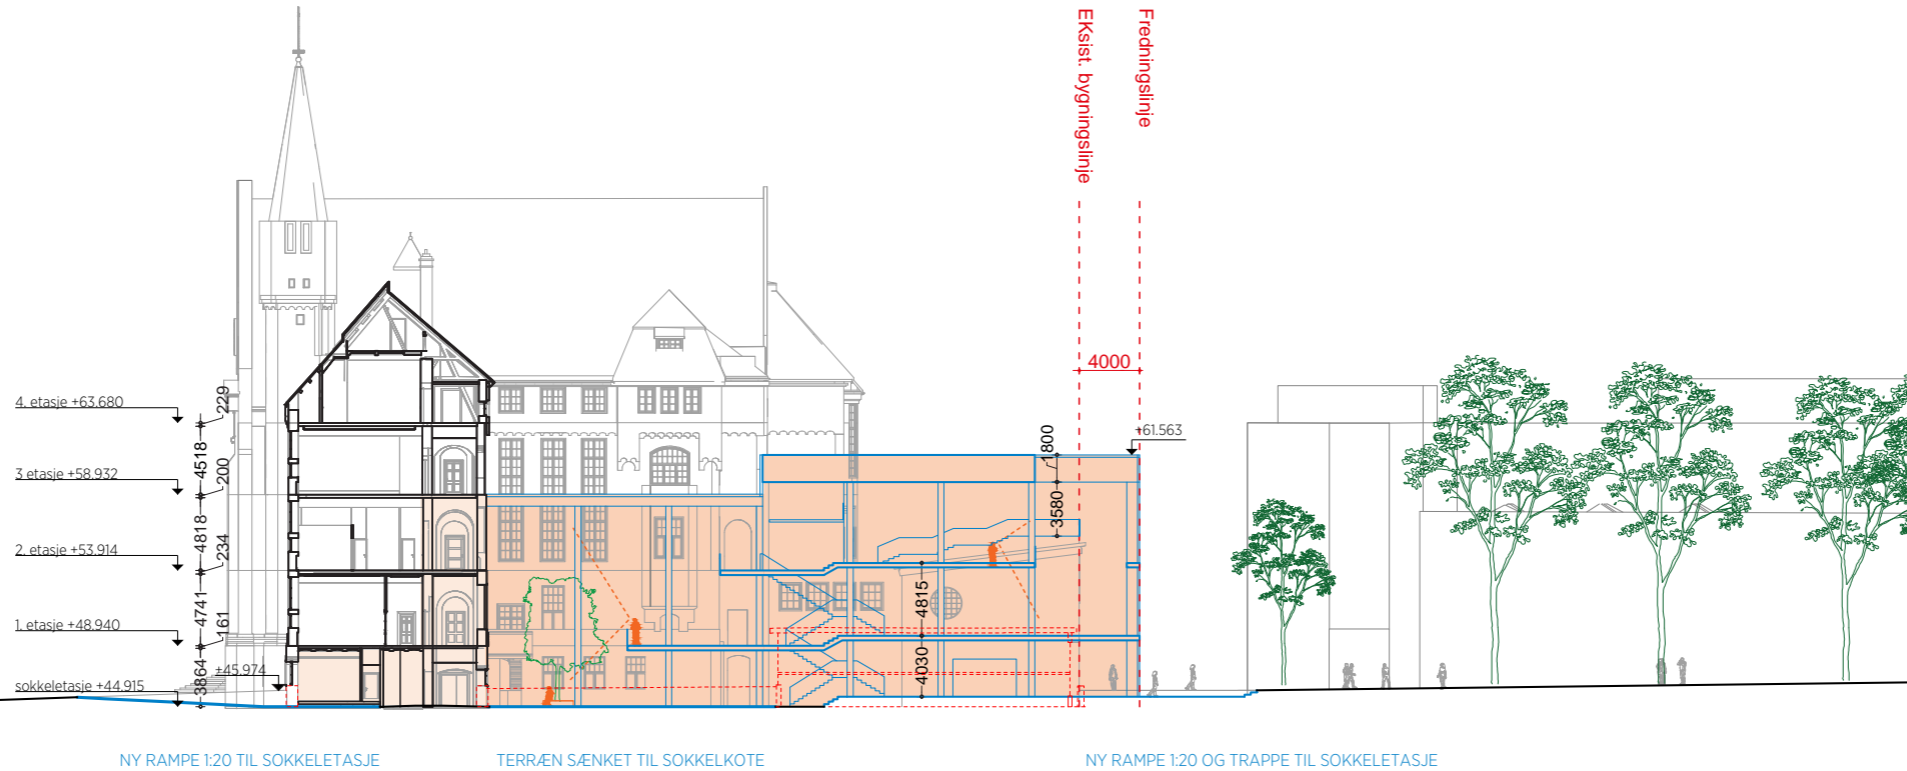 EKsist. bygningslinje
Fredningslinje
4000
4. etasje +63.680
229
4518
+61.563
1800
3 etasje +58.932
200
3580
4818
2. etasje +53.914
234
4741
4815
1. etasje +48.940
161
3864
+45.974
4030
sokkeletasje +44.915
NY RAMPE 1:20 TIL SOKKELETASJE
TERRÆN SÆNKET TIL SOKKELKOTE
NY RAMPE 1:20 OG TRAPPE TIL SOKKELETASJE